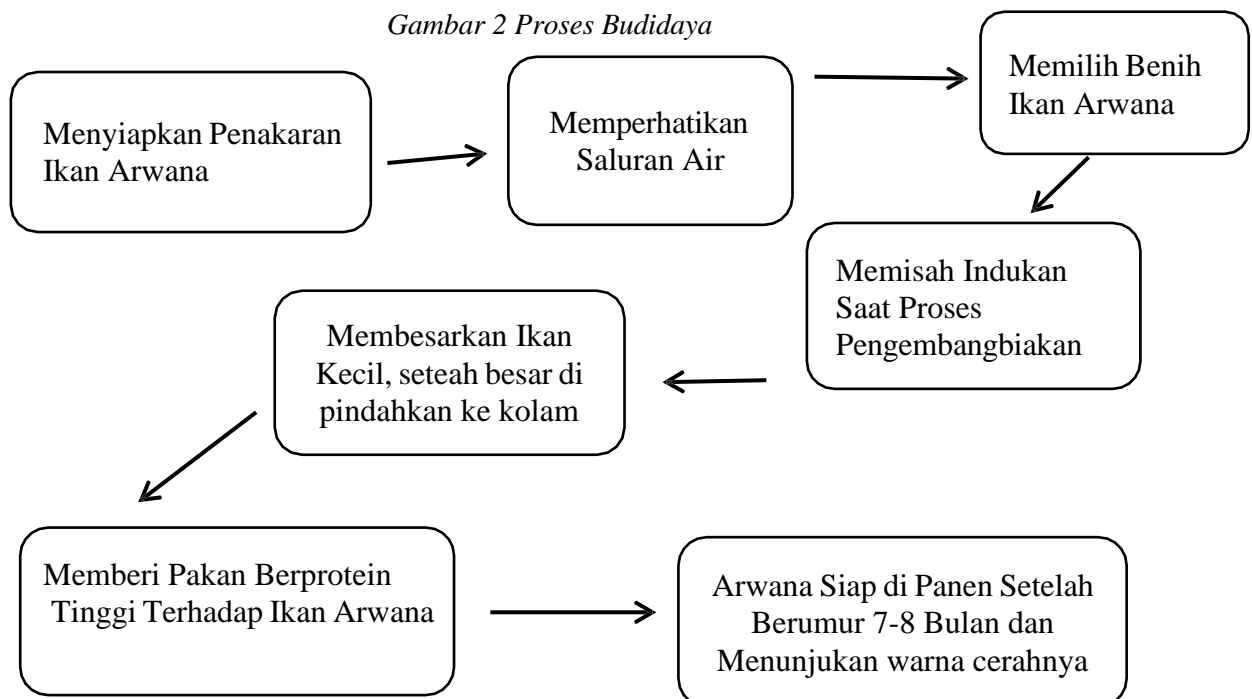 Gambar 2 Proses Budidaya
Menyiapkan Penakaran
Ikan Arwana
Memperhatikan
Saluran Air
Memilih Benih
Ikan Arwana
Memisah Indukan
Saat Proses
Pengembangbiakan
Membesarkan Ikan
Kecil, seteah besar di
pindahkan ke kolam
Memberi Pakan Berprotein
Tinggi Terhadap Ikan Arwana
Arwana Siap di Panen Setelah
Berumur 7-8 Bulan dan
Menunjukan warna cerahnya